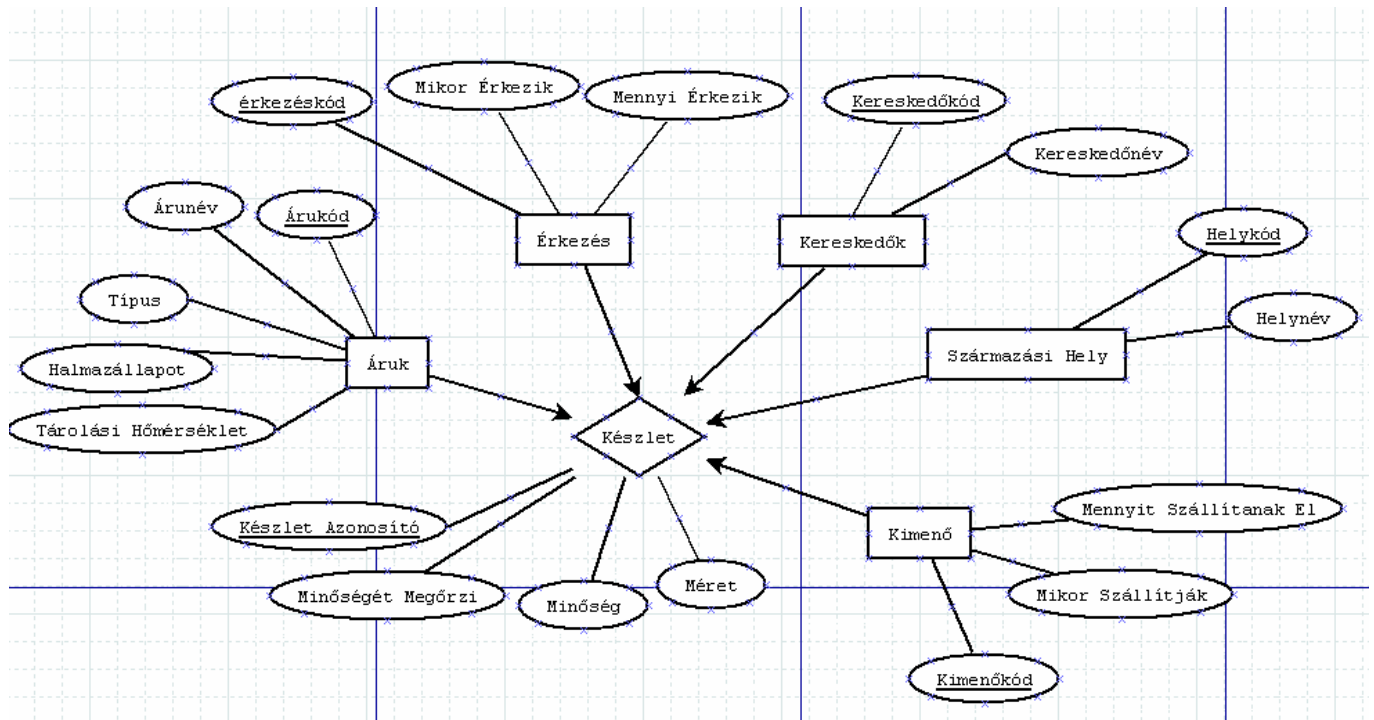 érkezéskód
Mikor Érkezik
Mennyi Érkezik
Kereskedőkód
Kereskedőnév
Árunév
Árukód
Helykód
Érkezés
Kereskedők
Típus
Helynév
Halmazállapot
Áruk
Származási Hely
Tárolási Hőmérséklet
Készlet
Készlet Azonosító
Mennyit Szállítanak El
Kimenő
Minőségét Megőrzi
Minőség
Méret
Mikor Szállítják
Kimenőkód